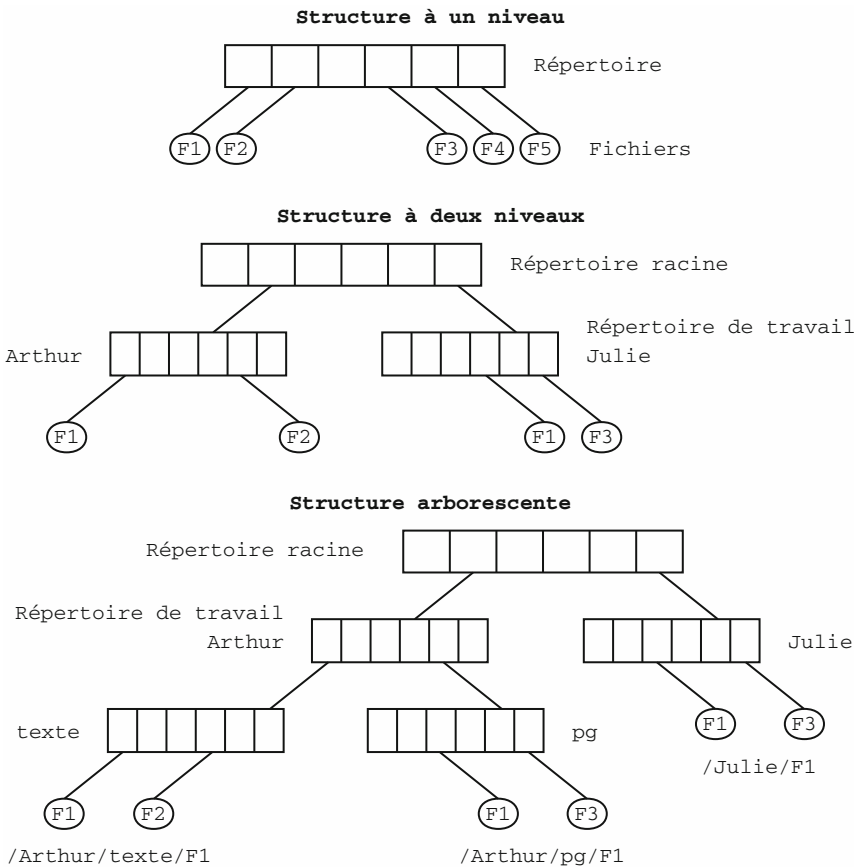 Structure à un niveau
Répertoire
F1 F2 F3 F4 F5 Fichiers
Structure à deux niveaux
Répertoire racine
Répertoire de travail
Arthur Julie
F1 F2 F1 F3
Structure arborescente
Répertoire racine
Répertoire de travail
Arthur Julie
texte pg F1 F3
/Julie/F1
F1 F2 F1 F3
/Arthur/texte/F1 /Arthur/pg/F1